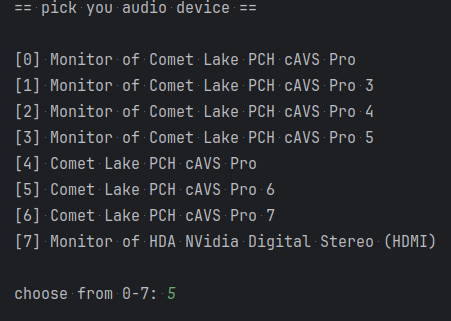 == pick you audio device ==
[0] Monitor of Comet Lake PCH cAVS Pro
[1] Monitor of Comet Lake PCH cAVS Pro 3
[2] Monitor of Comet Lake PCH cAVS Pro 4
[3] Monitor of Comet Lake PCH cAVS Pro 5
[4] Comet Lake PCH cAVS Pro
[5] Comet Lake PCH cAVS Pro 6
[6] Comet Lake PCH cAVS Pro 7
[7] Monitor of HDA NVidia Digital Stereo (HDMI)
choose from 0-7: 5